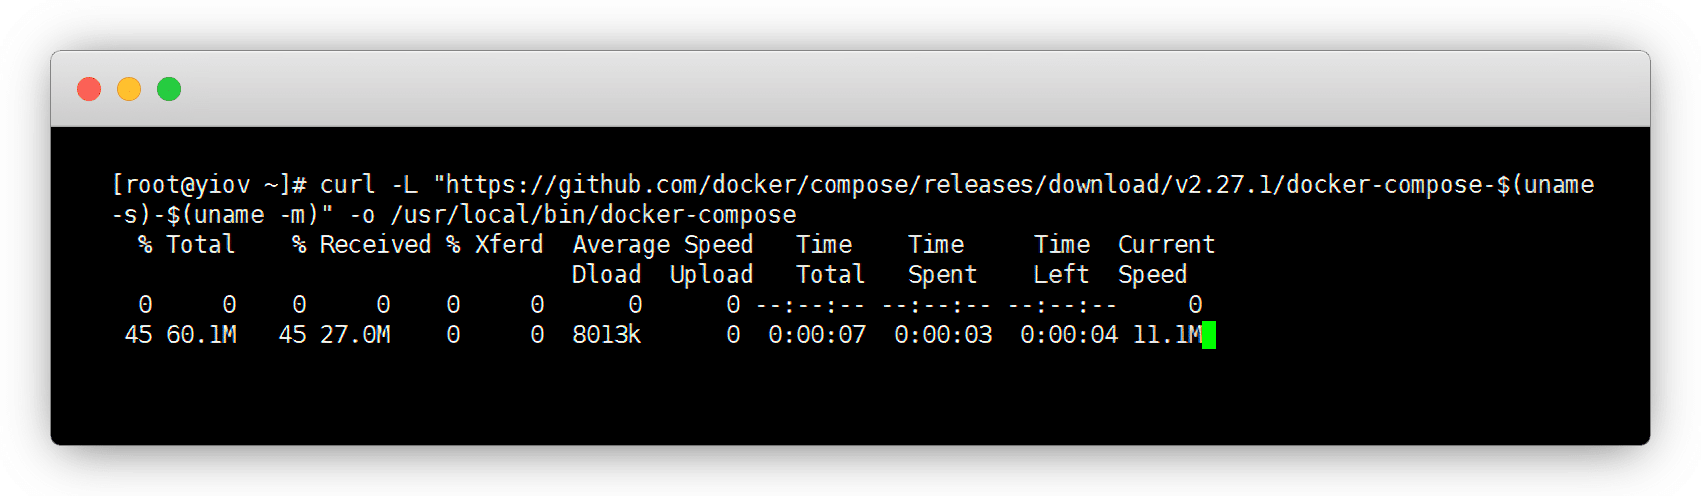 [root@yiov ~]# curl -L "https://github.com/docker/compose/releases/download/v2.27.1/docker-compose-$(uname
-s)-$(uname -m)" -o /usr/local/bin/docker-compose
  % Total    % Received % Xferd  Average Speed   Time    Time     Time  Current
                                 Dload  Upload   Total   Spent    Left  Speed
  0     0    0     0    0     0      0      0 --:--:-- --:--:-- --:--:--     0
 45 60.1M   45 27.0M    0     0  8013k      0  0:00:07  0:00:03  0:00:04 11.1M